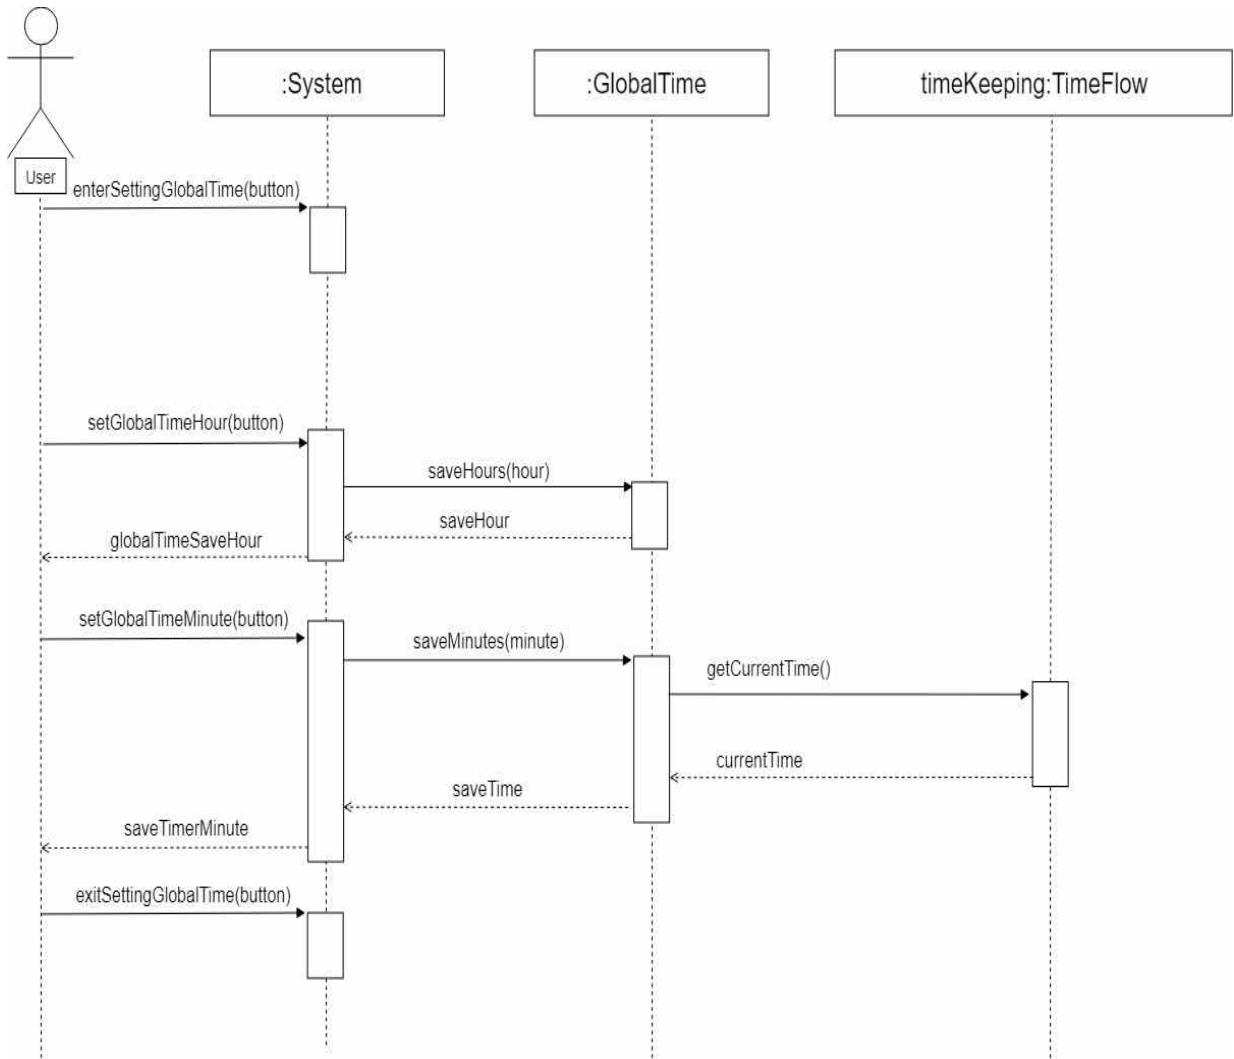 :System
:GlobalTime
timeKeeping:TimeFlow
User
enterSettingGlobalTime(button)
setGlobalTimeHour(button)
saveHours(hour)
saveHour
globalTimeSaveHour
setGlobalTimeMinute(button)
saveMinutes(minute)
getCurrentTime()
currentTime
saveTime
saveTimerMinute
exitSettingGlobalTime(button)